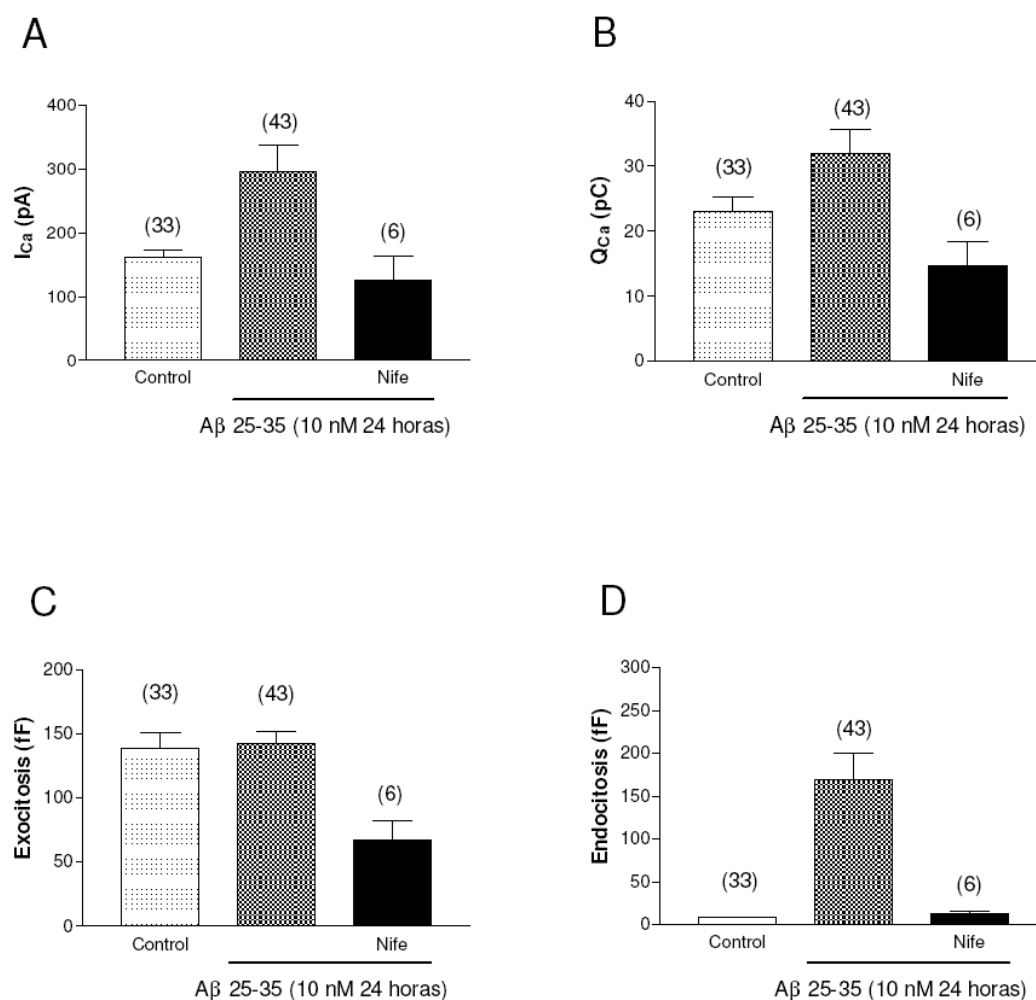 A
I_Ca (pA)
400
300
200
100
0
(33)
(43)
(6)
Control
Nife
Aβ 25-35 (10 nM 24 horas)
B
Q_Ca (pC)
40
30
20
10
0
(33)
(43)
(6)
Control
Nife
Aβ 25-35 (10 nM 24 horas)
C
Exocitosis (fF)
200
150
100
50
0
(33)
(43)
(6)
Control
Nife
Aβ 25-35 (10 nM 24 horas)
D
Endocitosis (fF)
300
250
200
150
100
50
0
(33)
(43)
(6)
Control
Nife
Aβ 25-35 (10 nM 24 horas)